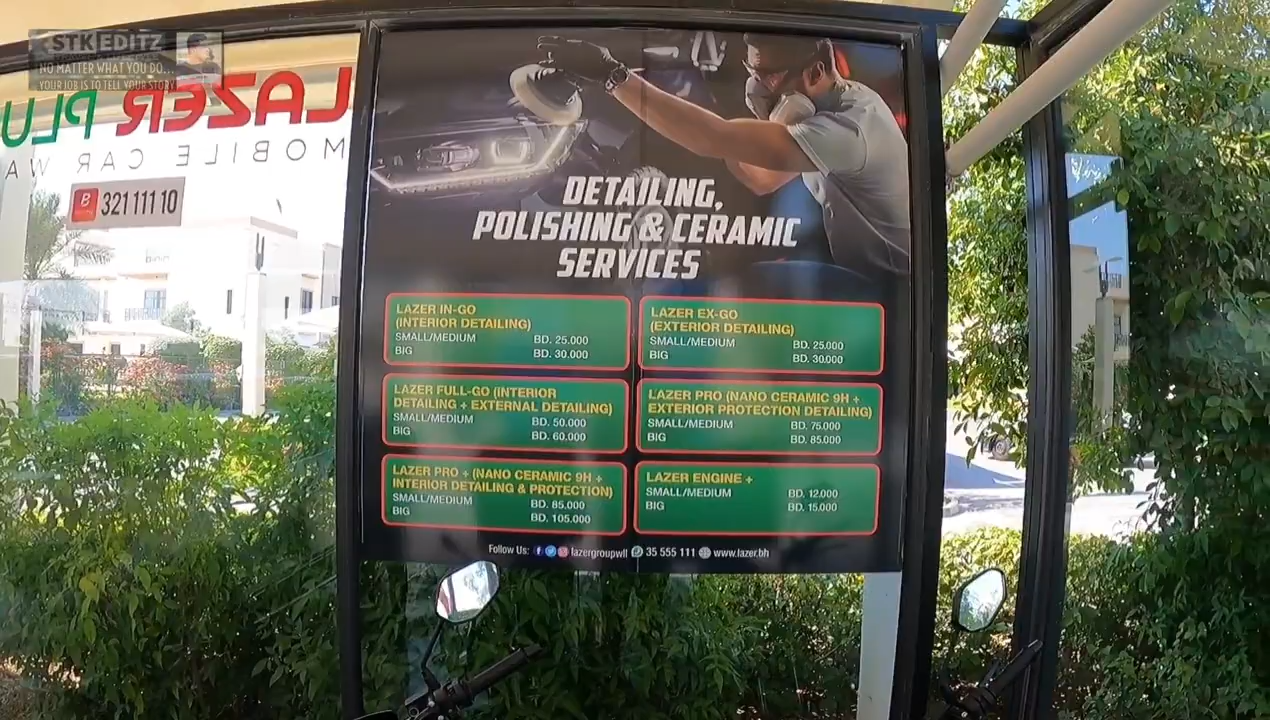 STK EDITZ
NO MATTER WHAT YOU DO...
YOUR JOB IS TO TELL YOUR STORY
LAZER PLU
MOBILE CAR WA
321 111 10
DETAILING,
POLISHING & CERAMIC
SERVICES
LAZER IN-GO
(INTERIOR DETAILING)
SMALL/MEDIUM BD. 25.000
BIG BD. 30.000
LAZER EX-GO
(EXTERIOR DETAILING)
SMALL/MEDIUM BD. 25.000
BIG BD. 30.000
LAZER FULL-GO (INTERIOR
DETAILING + EXTERNAL DETAILING)
SMALL/MEDIUM BD. 50.000
BIG BD. 60.000
LAZER PRO (NANO CERAMIC 9H +
EXTERIOR PROTECTION DETAILING)
SMALL/MEDIUM BD. 75.000
BIG BD. 85.000
LAZER PRO + (NANO CERAMIC 9H +
INTERIOR DETAILING & PROTECTION)
SMALL/MEDIUM BD. 85.000
BIG BD. 105.000
LAZER ENGINE +
SMALL/MEDIUM BD. 12.000
BIG BD. 15.000
Follow Us: lazergroupwll 35 555 111 www.lazer.bh